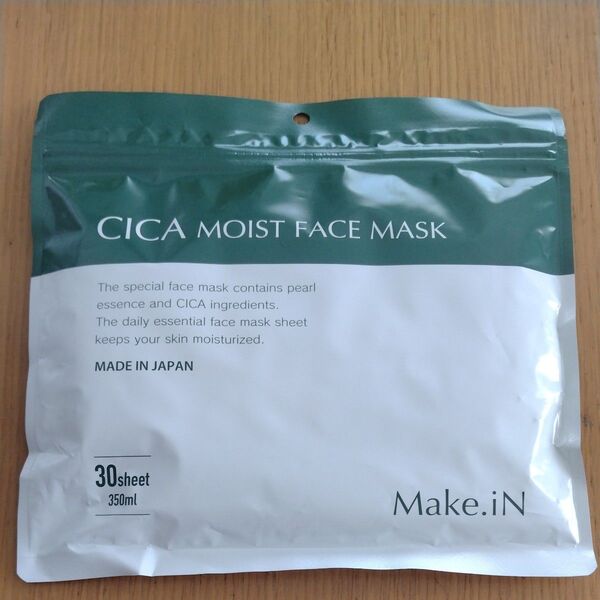 CICA MOIST FACE MASK
The special face mask contains pearl
essence and CICA ingredients.
The daily essential face mask sheet
keeps your skin moisturized.
MADE IN JAPAN
30sheet
350ml
Make.iN